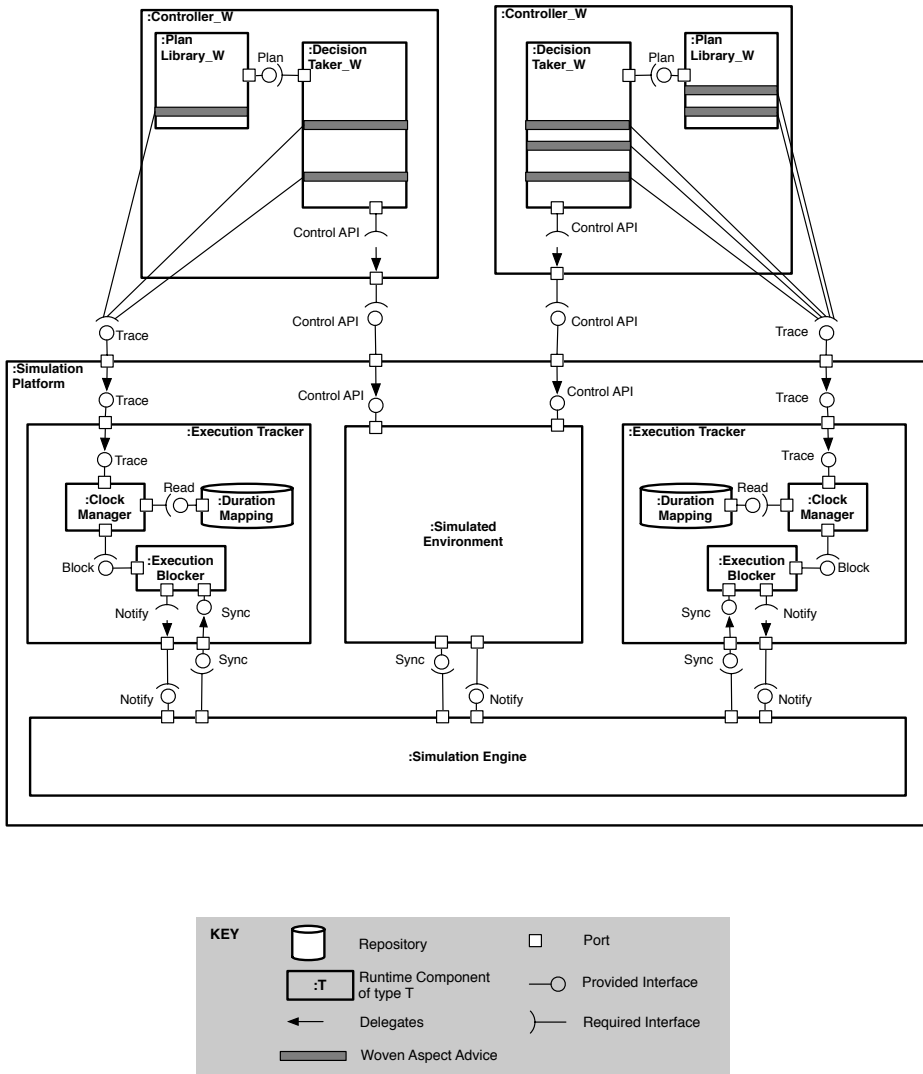 :Controller_W
:Plan
Library_W
Plan
:Decision
Taker_W
Control API
:Controller_W
:Decision
Taker_W
Plan
:Plan
Library_W
Control API
Trace
Control API
Control API
Trace
:Simulation
Platform
Trace
Control API
Control API
Trace
:Execution Tracker
Trace
:Clock
Manager
Read
:Duration
Mapping
Block
:Execution
Blocker
Notify
Sync
:Simulated
Environment
:Execution Tracker
Trace
:Duration
Mapping
Read
:Clock
Manager
:Execution
Blocker
Block
Sync
Notify
Sync
Notify
Sync
Notify
Sync
Notify
:Simulation Engine
KEY
Repository
Port
:T
Runtime Component
of type T
Provided Interface
Delegates
Required Interface
Woven Aspect Advice